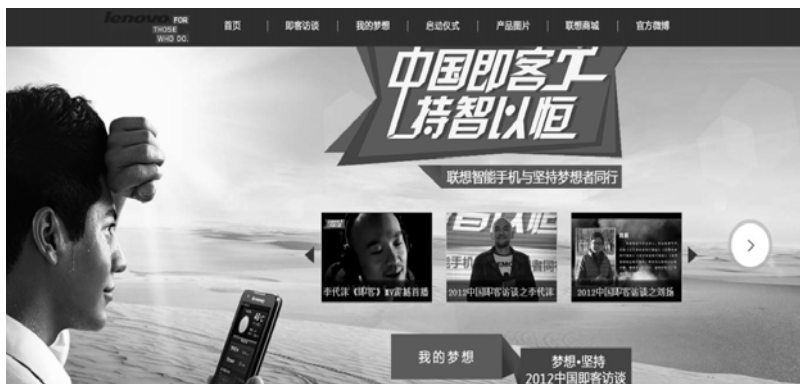 lenovo FOR
THOSE
WHO DO.
首页 | 即客访谈 | 我的梦想 | 启动仪式 | 产品图片 | 联想商城 | 官方微博
中国即客
持智以恒
联想智能手机与坚持梦想者同行
李代沫《即客》MV震撼首播
2012中国即客访谈之李代沫
2012中国即客访谈之刘扬
我的梦想
梦想•坚持
2012中国即客访谈